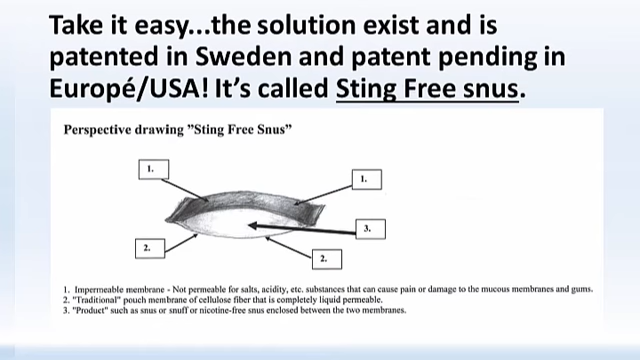 Take it easy...the solution exist and is
patented in Sweden and patent pending in
Europé/USA! It's called Sting Free snus.
Perspective drawing "Sting Free Snus"
1.
1.
3.
2.
2.
1. Impermeable membrane - Not permeable for salts, acidity, etc. substances that can cause pain or damage to the mucous membranes and gums.
2. "Traditional" pouch membrane of cellulose fiber that is completely liquid permeable.
3. "Product" such as snus or snuff or nicotine-free snus enclosed between the two membranes.